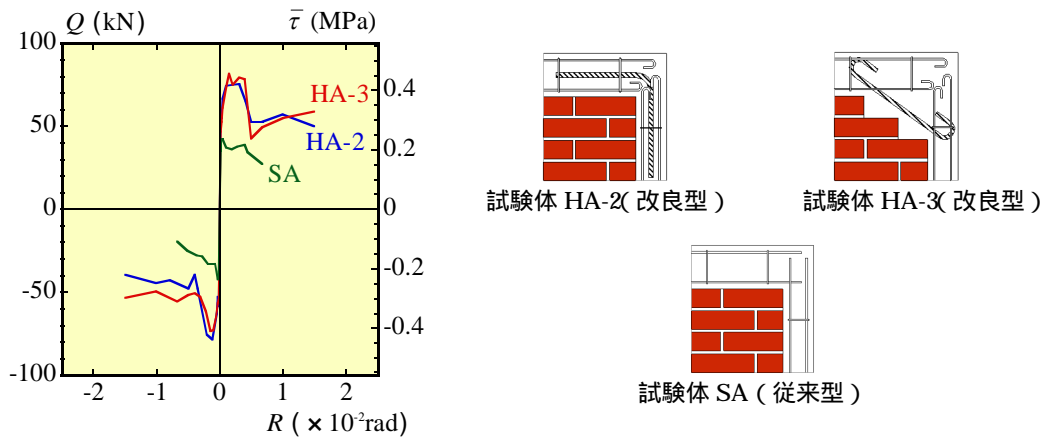 Q (kN)
τ̅ (MPa)
100
50
0
-50
-100
0.4
0.2
0
-0.2
-0.4
-2
-1
0
1
2
R ( × 10⁻²rad)
HA-3
HA-2
SA
試験体 HA-2( 改良型 )
試験体 HA-3( 改良型 )
試験体 SA ( 従来型 )